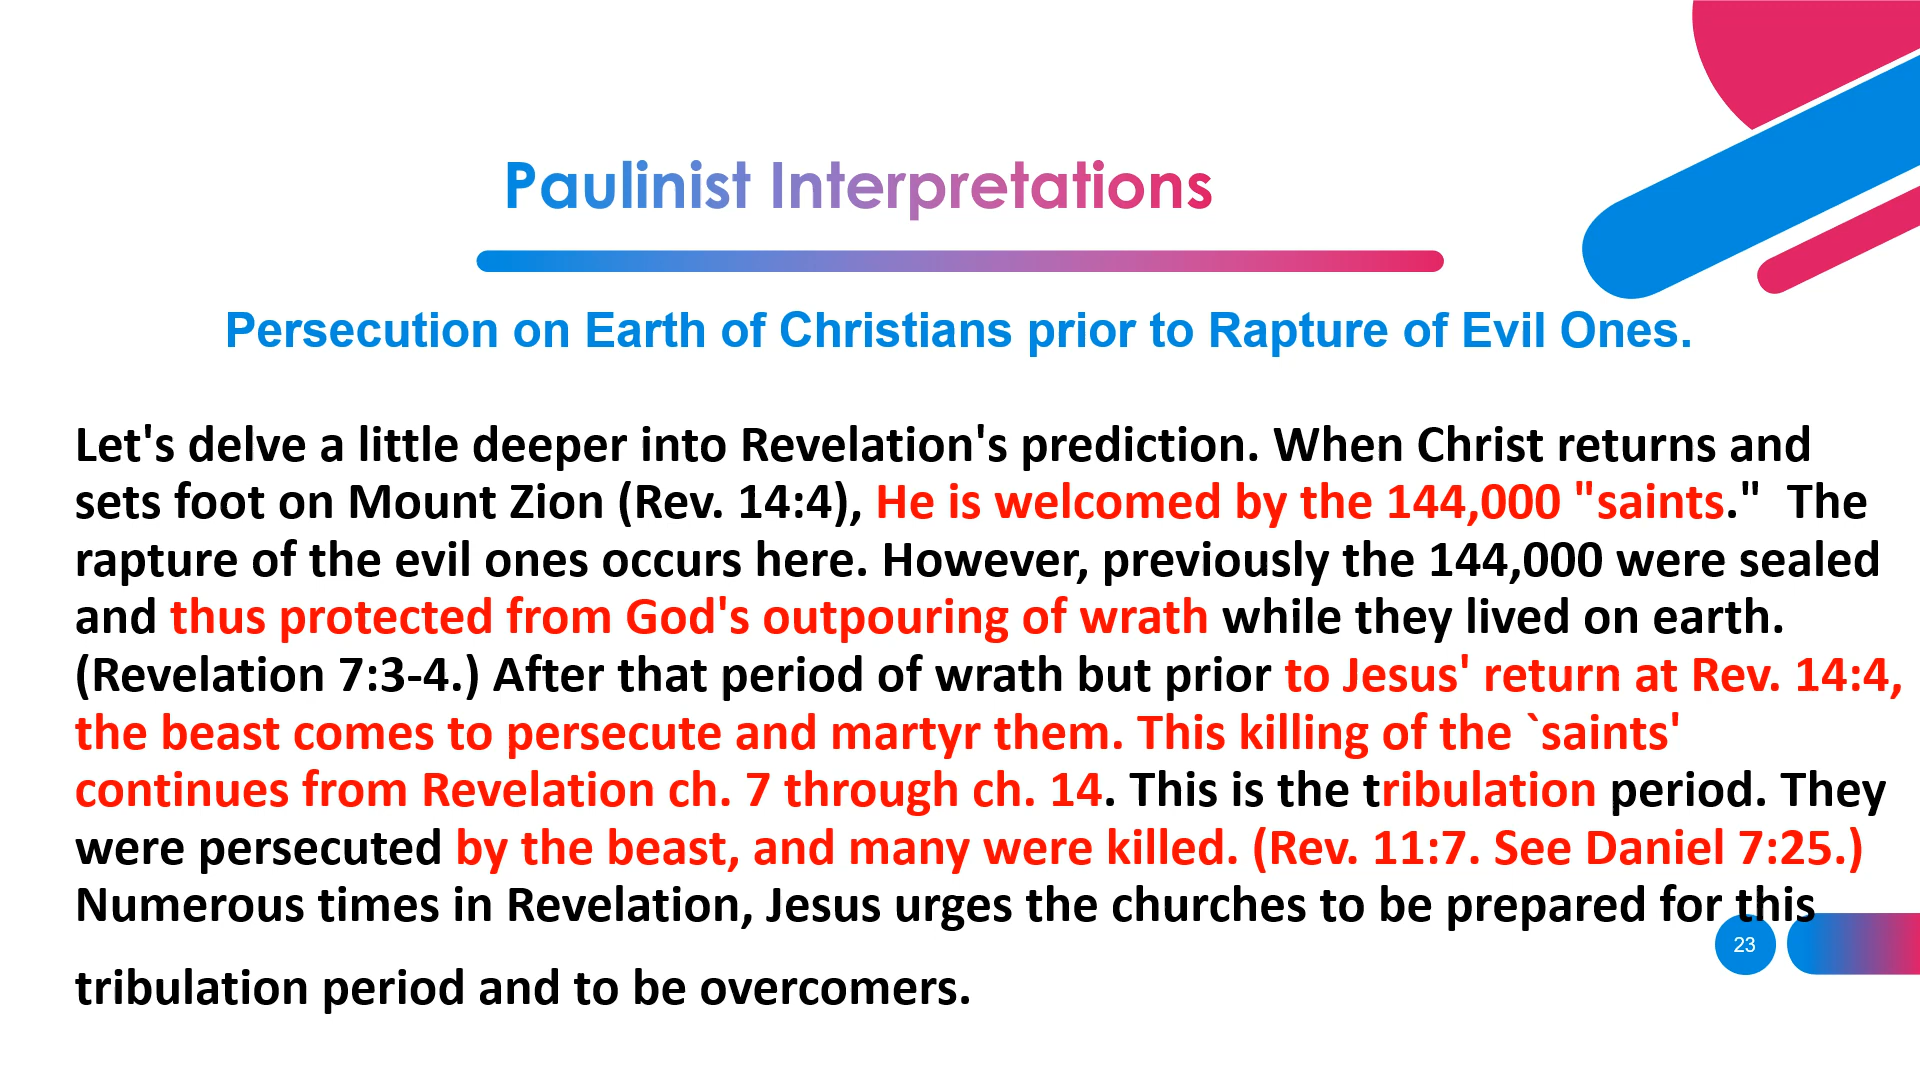 Paulinist Interpretations
Persecution on Earth of Christians prior to Rapture of Evil Ones.
Let's delve a little deeper into Revelation's prediction. When Christ returns and
sets foot on Mount Zion (Rev. 14:4), He is welcomed by the 144,000 "saints."  The
rapture of the evil ones occurs here. However, previously the 144,000 were sealed
and thus protected from God's outpouring of wrath while they lived on earth.
(Revelation 7:3-4.) After that period of wrath but prior to Jesus' return at Rev. 14:4,
the beast comes to persecute and martyr them. This killing of the `saints'
continues from Revelation ch. 7 through ch. 14. This is the tribulation period. They
were persecuted by the beast, and many were killed. (Rev. 11:7. See Daniel 7:25.)
Numerous times in Revelation, Jesus urges the churches to be prepared for this
tribulation period and to be overcomers.
23